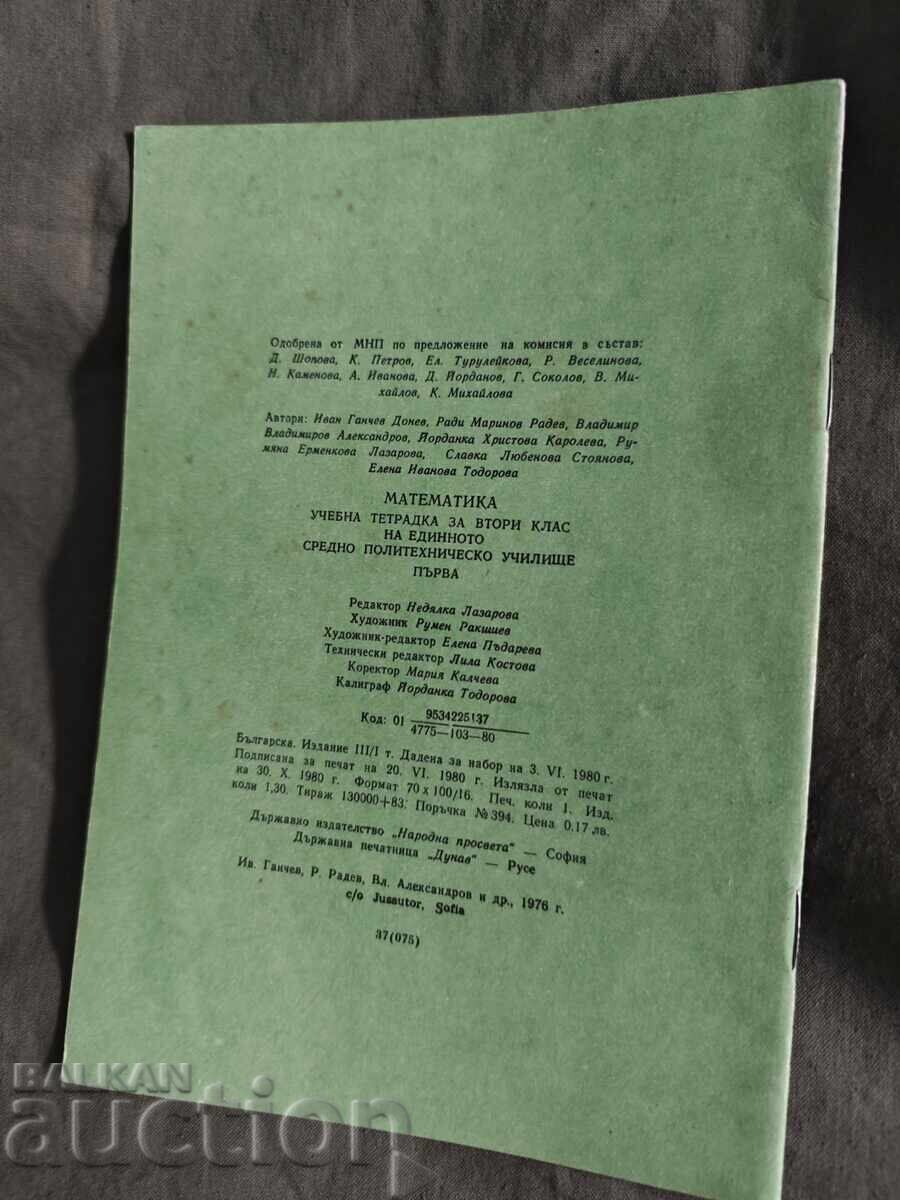 Одобрена от МНП по предложение на комисия в състав:
Д. Шопова, К. Петров, Ел. Турулейкова, Р. Веселинова,
Н. Каменова, А. Иванова, Д. Йорданов, Г. Соколов, В. Ми-
хайлов, К. Михайлова
Автори: Иван Ганчев Донев, Ради Маринов Радев, Владимир
Владимиров Александров, Йорданка Христова Каролева, Ру-
мяна Ерменкова Лазарова, Славка Любенова Стоянова,
Елена Иванова Тодорова
МАТЕМАТИКА
УЧЕБНА ТЕТРАДКА ЗА ВТОРИ КЛАС
НА ЕДИННОТО
СРЕДНО ПОЛИТЕХНИЧЕСКО УЧИЛИЩЕ
ПЪРВА
Редактор Недялка Лазарова
Художник Румен Ракшиев
Художник-редактор Елена Пъдарева
Технически редактор Лила Костова
Коректор Мария Калчева
Калиграф Йорданка Тодорова
Код: 01 9534225137
4775—103—80
Българска. Издание III/I т. Дадена за набор на 3. VI. 1980 г.
Подписана за печат на 20. VI. 1980 г. Излязла от печат
на 30. X. 1980 г. Формат 70 x 100/16. Печ. коли 1. Изд.
коли 1,30. Тираж 130000+83. Поръчка № 394. Цена 0.17 лв.
Държавно издателство „Народна просвета" — София
Държавна печатница „Дунав" — Русе
Ив. Ганчев, Р. Радев, Вл. Александров и др., 1976 г.
c/o Jusautor, Sofia
37(075)
BALKAN
auction